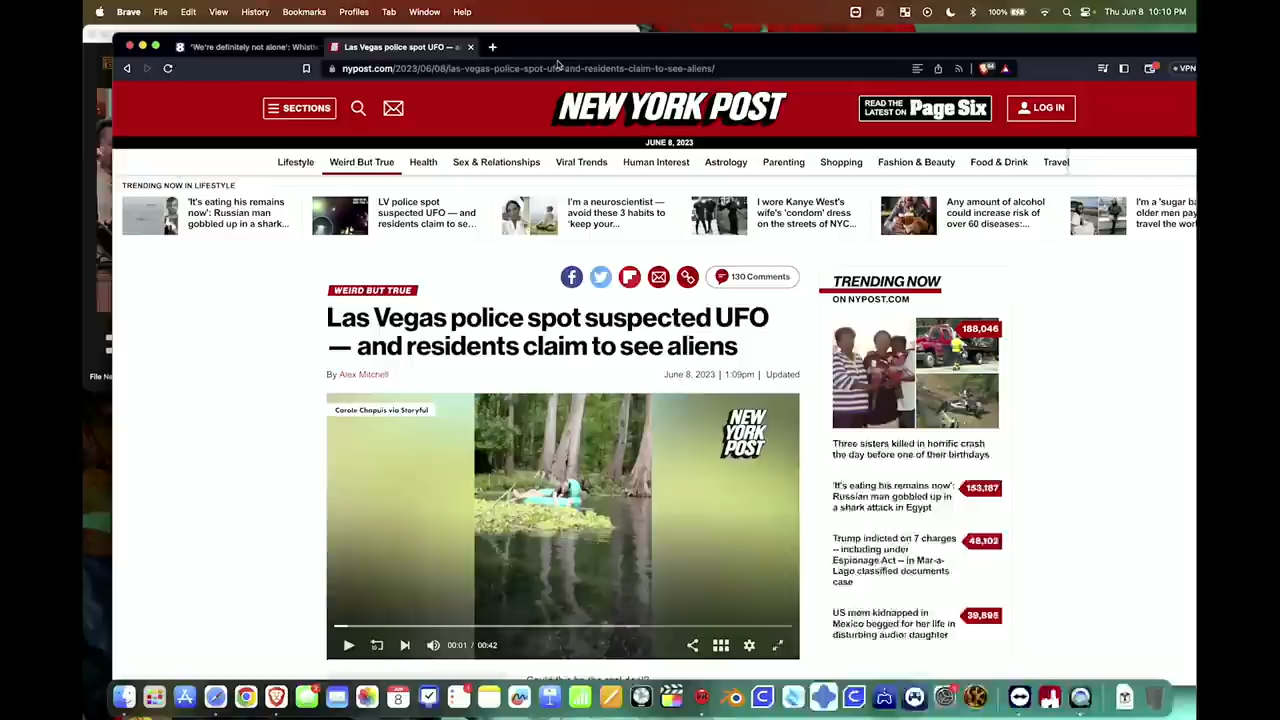 Brave File Edit View History Bookmarks Profiles Tab Window Help 100% Thu Jun 8 10:10 PM
'We're definitely not alone': Whistl
Las Vegas police spot UFO — a
nypost.com/2023/06/08/las-vegas-police-spot-ufo-and-residents-claim-to-see-aliens/
VPN
SECTIONS
NEW YORK POST
READ THE LATEST ON Page Six
LOG IN
JUNE 8, 2023
Lifestyle Weird But True Health Sex & Relationships Viral Trends Human Interest Astrology Parenting Shopping Fashion & Beauty Food & Drink Travel
TRENDING NOW IN LIFESTYLE
'It's eating his remains
now': Russian man
gobbled up in a shark...
LV police spot
suspected UFO — and
residents claim to se...
I'm a neuroscientist —
avoid these 3 habits to
'keep your...
I wore Kanye West's
wife's 'condom' dress
on the streets of NYC...
Any amount of alcohol
could increase risk of
over 60 diseases:...
I'm a 'sugar ba
older men pay
travel the wor
130 Comments
WEIRD BUT TRUE
Las Vegas police spot suspected UFO
— and residents claim to see aliens
By Alex Mitchell
June 8, 2023 | 1:09pm | Updated
Carole Chapuis via Storyful
NEW
YORK
POST
00:01 / 00:42
TRENDING NOW
ON NYPOST.COM
188,046
Three sisters killed in horrific crash
the day before one of their birthdays
'It's eating his remains now':
Russian man gobbled up in
a shark attack in Egypt
153,187
Trump indicted on 7 charges
– including under
Espionage Act – in Mar-a-
Lago classified documents
case
48,102
US mom kidnapped in
Mexico begged for her life in
disturbing audio: daughter
39,895
File Na
JUN
8